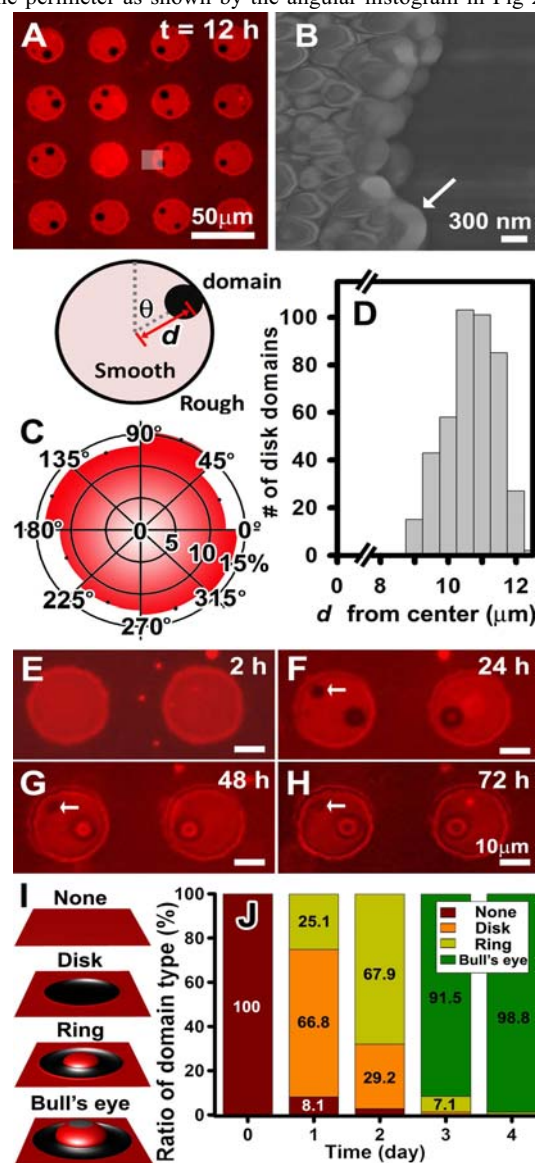 he perimeter as shown by the angular histogram in Fig 2
A t = 12 h
50μm
B
300 nm
domain
θ
d
Smooth
Rough
C
90°
135° 45°
180° 0 5 10 15% 0º
225° 315°
270°
D
# of disk domains
100
80
60
40
20
0
0 8 10 12
d from center (μm)
E 2 h
F 24 h
G 48 h
H 72 h
10μm
I
None
Disk
Ring
Bull's eye
J
Ratio of domain type (%)
100
80
60
40
20
0
100
25.1
66.8
8.1
67.9
29.2
91.5
7.1
98.8
None
Disk
Ring
Bull's eye
0 1 2 3 4
Time (day)